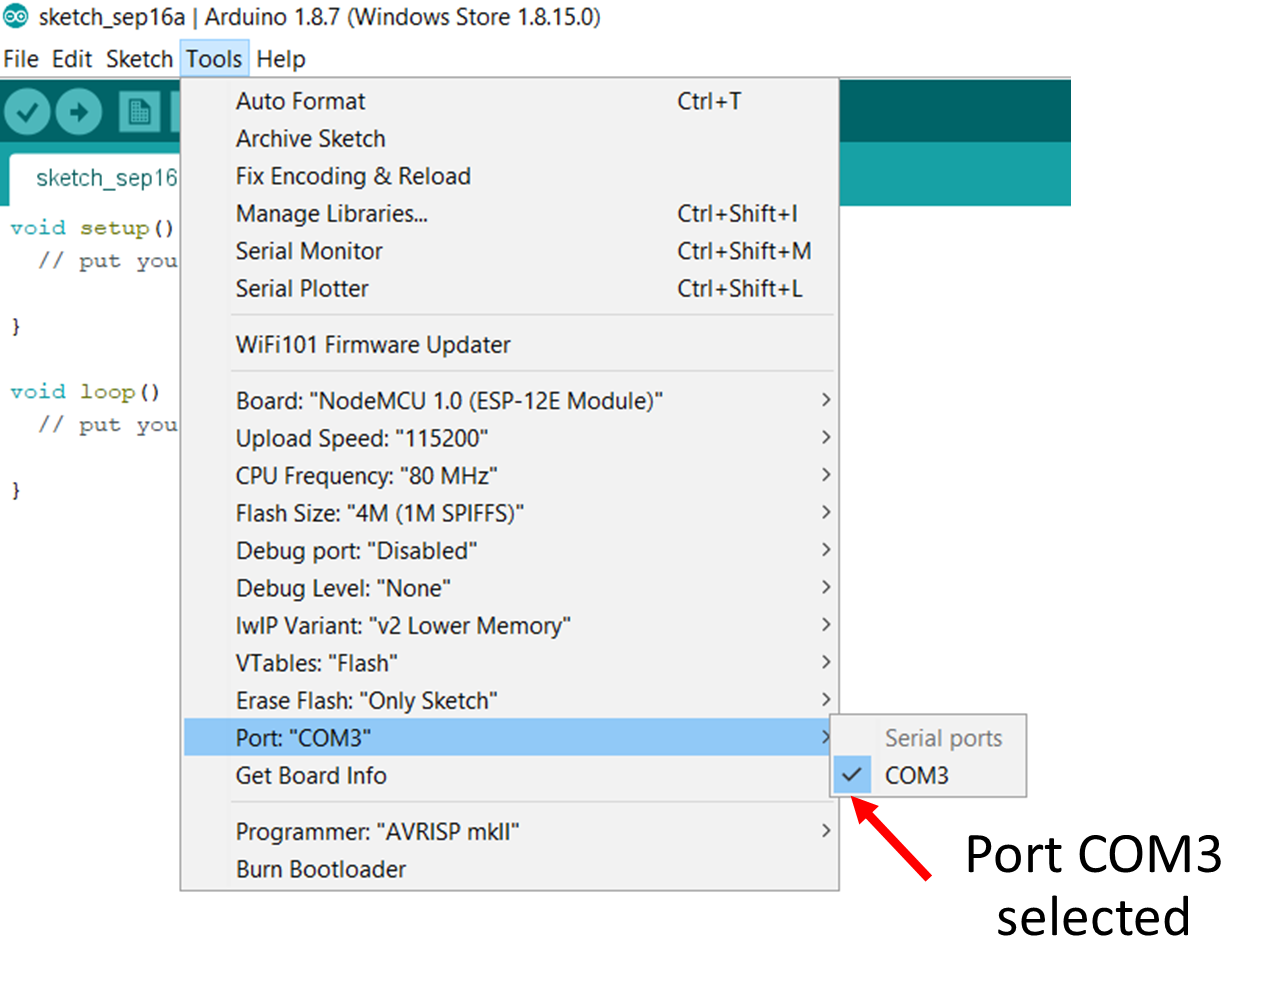 sketch_sep16a | Arduino 1.8.7 (Windows Store 1.8.15.0)
File Edit Sketch Tools Help
Auto Format Ctrl+T
Archive Sketch
Fix Encoding & Reload
Manage Libraries... Ctrl+Shift+I
Serial Monitor Ctrl+Shift+M
Serial Plotter Ctrl+Shift+L
WiFi101 Firmware Updater
Board: "NodeMCU 1.0 (ESP-12E Module)"
Upload Speed: "115200"
CPU Frequency: "80 MHz"
Flash Size: "4M (1M SPIFFS)"
Debug port: "Disabled"
Debug Level: "None"
lwIP Variant: "v2 Lower Memory"
VTables: "Flash"
Erase Flash: "Only Sketch"
Port: "COM3"
Get Board Info
Programmer: "AVRISP mkII"
Burn Bootloader
Serial ports
COM3
sketch_sep16
void setup()
// put you
}
void loop()
// put you
}
Port COM3
selected